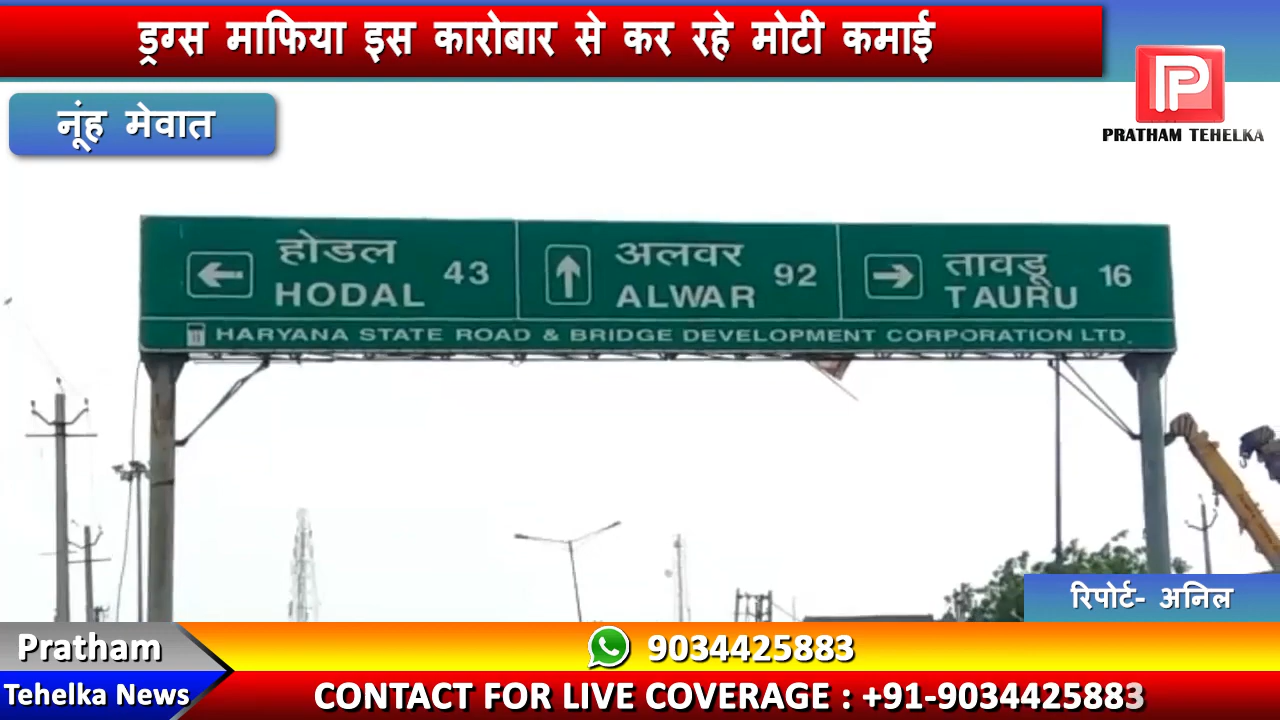 ड्रग्स माफिया इस कारोबार से कर रहे मोटी कमाई
नूंह मेवात
PRATHAM TEHELKA
होडल
HODAL
43
अलवर
ALWAR
92
तावडू
TAURU
16
HARYANA STATE ROAD & BRIDGE DEVELOPMENT CORPORATION LTD.
रिपोर्ट- अनिल
Pratham
Tehelka News
9034425883
CONTACT FOR LIVE COVERAGE : +91-9034425883